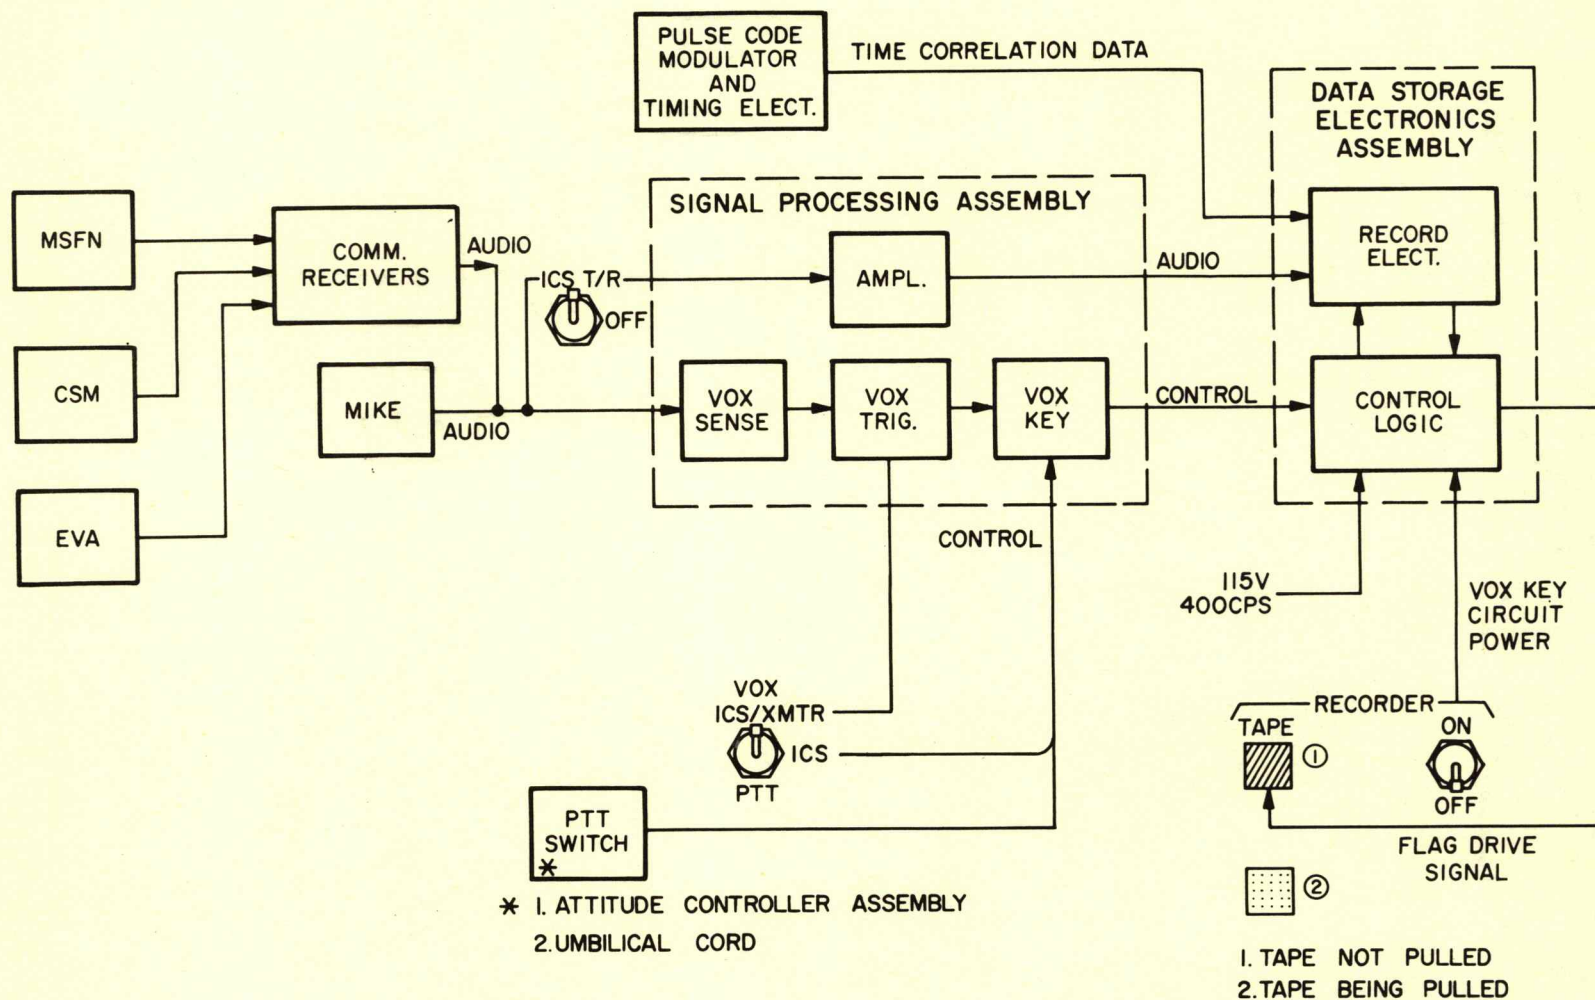 PULSE CODE
MODULATOR
AND
TIMING ELECT.
TIME CORRELATION DATA
DATA STORAGE
ELECTRONICS
ASSEMBLY
SIGNAL PROCESSING ASSEMBLY
MSFN
COMM.
RECEIVERS
AUDIO
ICS T/R
OFF
AMPL.
AUDIO
RECORD
ELECT.
CSM
MIKE
AUDIO
VOX
SENSE
VOX
TRIG.
VOX
KEY
CONTROL
CONTROL
LOGIC
EVA
CONTROL
115V
400CPS
VOX KEY
CIRCUIT
POWER
VOX
ICS/XMTR
ICS
PTT
RECORDER
TAPE
①
ON
OFF
PTT
SWITCH
*
FLAG DRIVE
SIGNAL
②
* 1. ATTITUDE CONTROLLER ASSEMBLY
2. UMBILICAL CORD
1. TAPE NOT PULLED
2. TAPE BEING PULLED